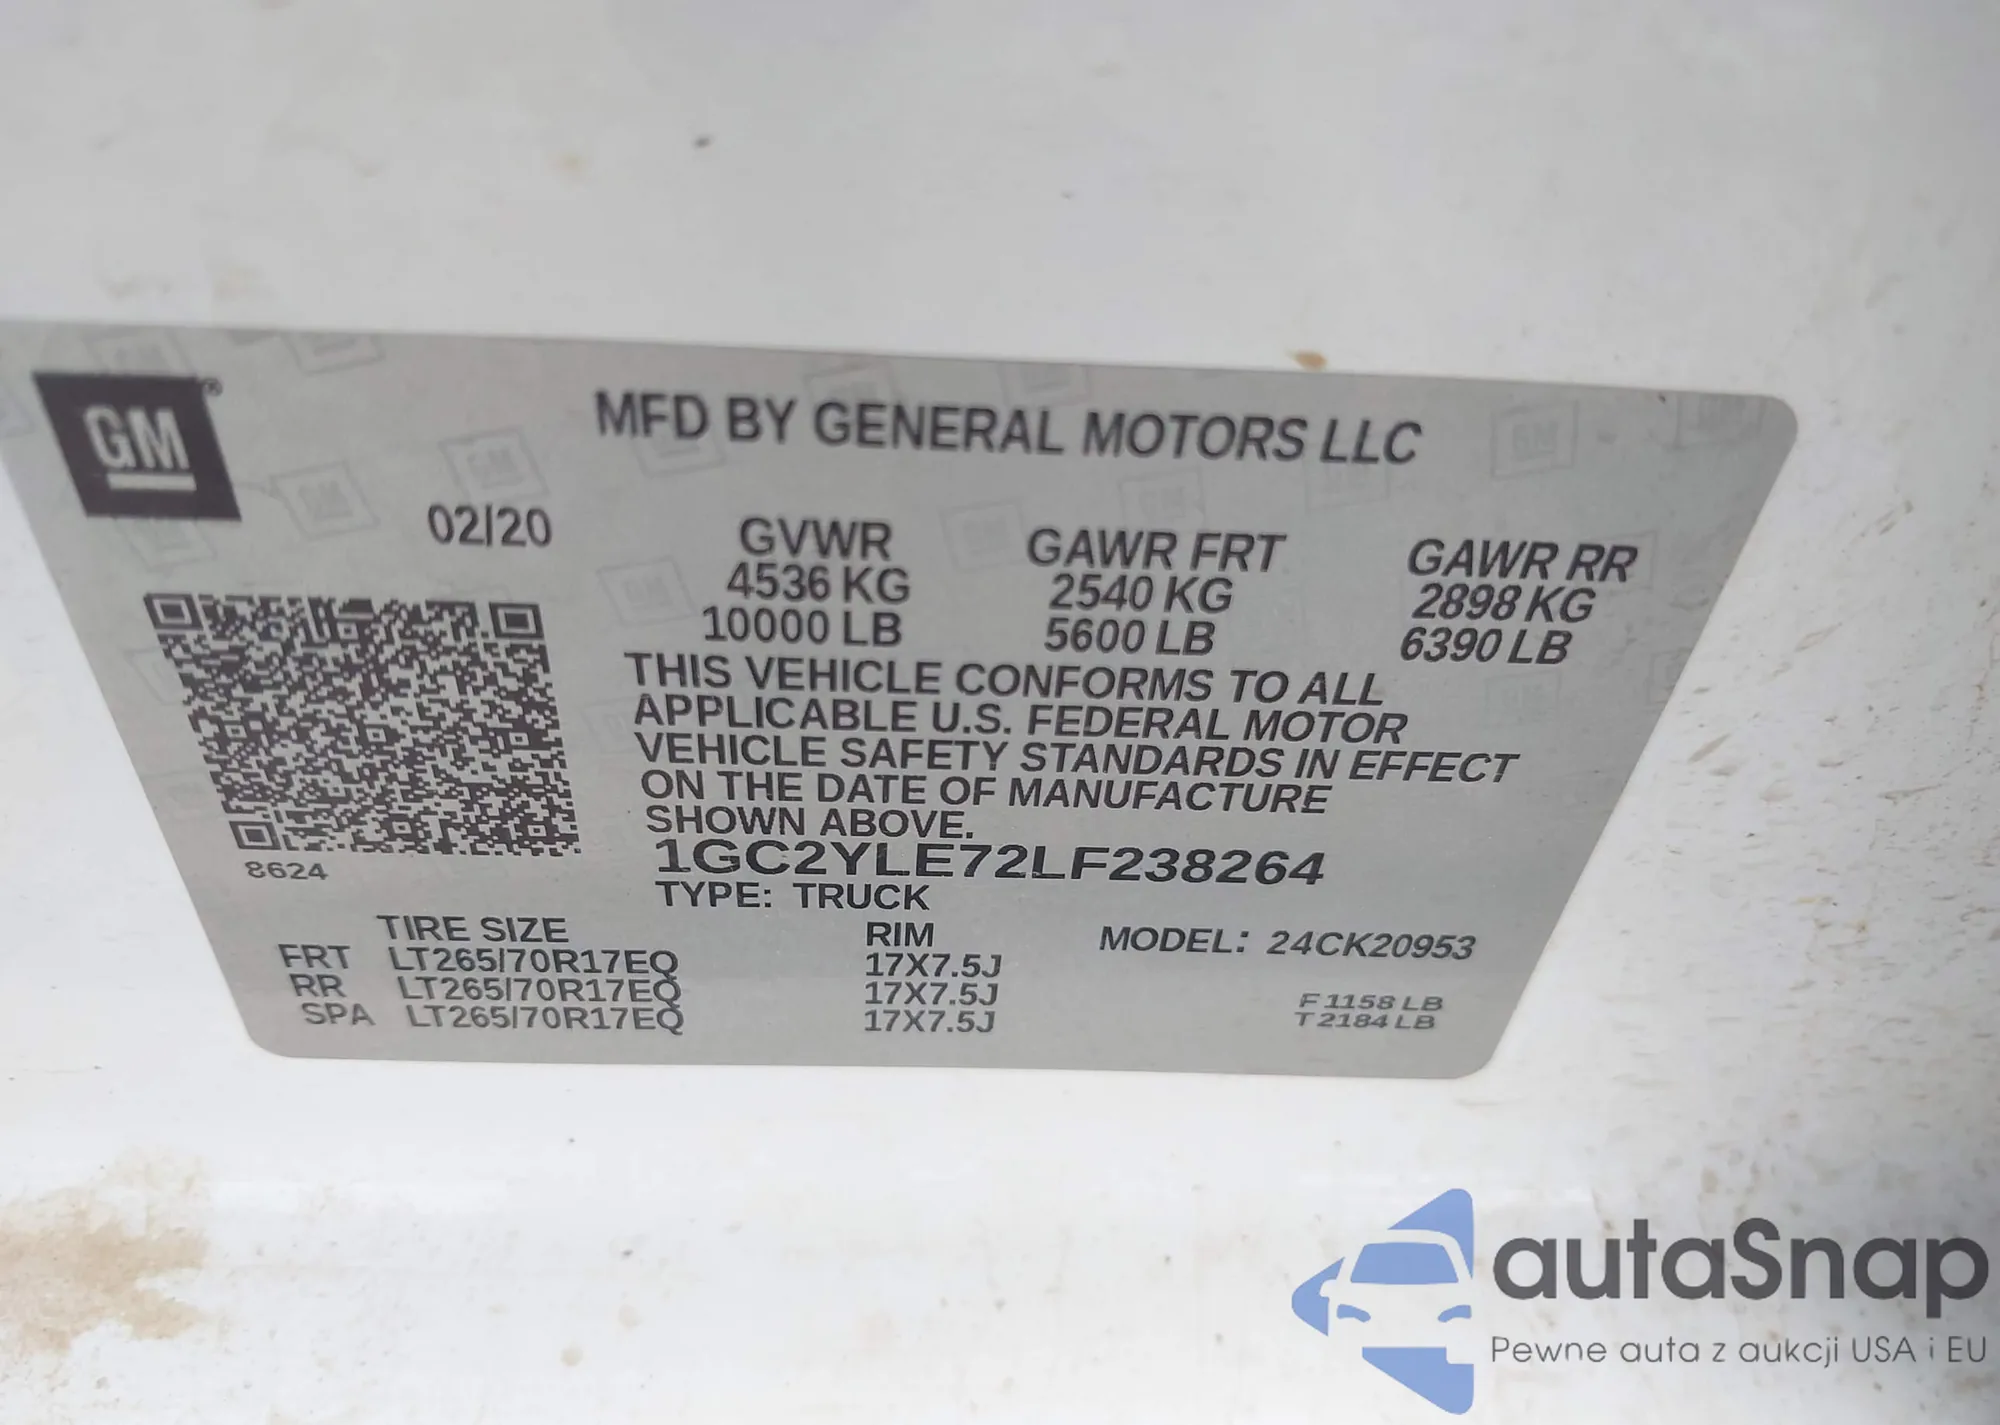 GM®
MFD BY GENERAL MOTORS LLC
02/20
GVWR
4536 KG
10000 LB
GAWR FRT
2540 KG
5600 LB
GAWR RR
2898 KG
6390 LB
THIS VEHICLE CONFORMS TO ALL
APPLICABLE U.S. FEDERAL MOTOR
VEHICLE SAFETY STANDARDS IN EFFECT
ON THE DATE OF MANUFACTURE
SHOWN ABOVE.
1GC2YLE72LF238264
TYPE: TRUCK
8624
TIRE SIZE RIM
FRT LT265/70R17EQ 17X7.5J
RR LT265/70R17EQ 17X7.5J
SPA LT265/70R17EQ 17X7.5J
MODEL: 24CK20953
F 1158 LB
T 2184 LB
autaSnap
Pewne auta z aukcji USA i EU